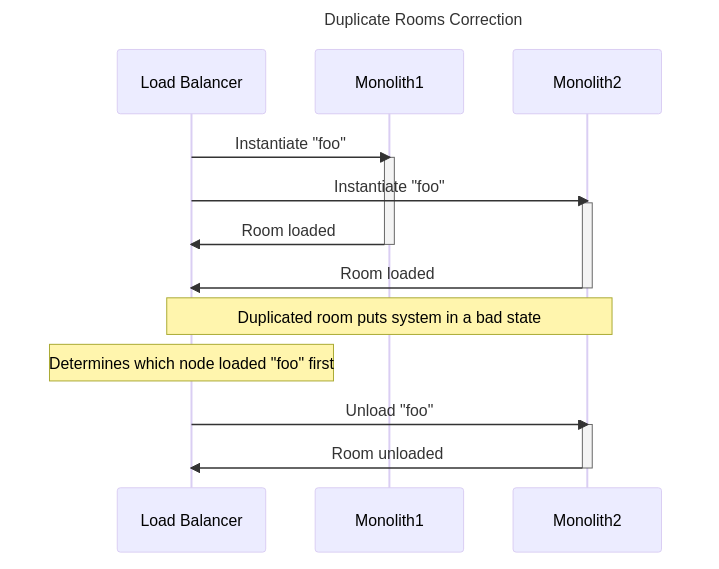 Duplicate Rooms Correction
Load Balancer
Monolith1
Monolith2
Instantiate "foo"
Instantiate "foo"
Room loaded
Room loaded
Duplicated room puts system in a bad state
Determines which node loaded "foo" first
Unload "foo"
Room unloaded
Load Balancer
Monolith1
Monolith2